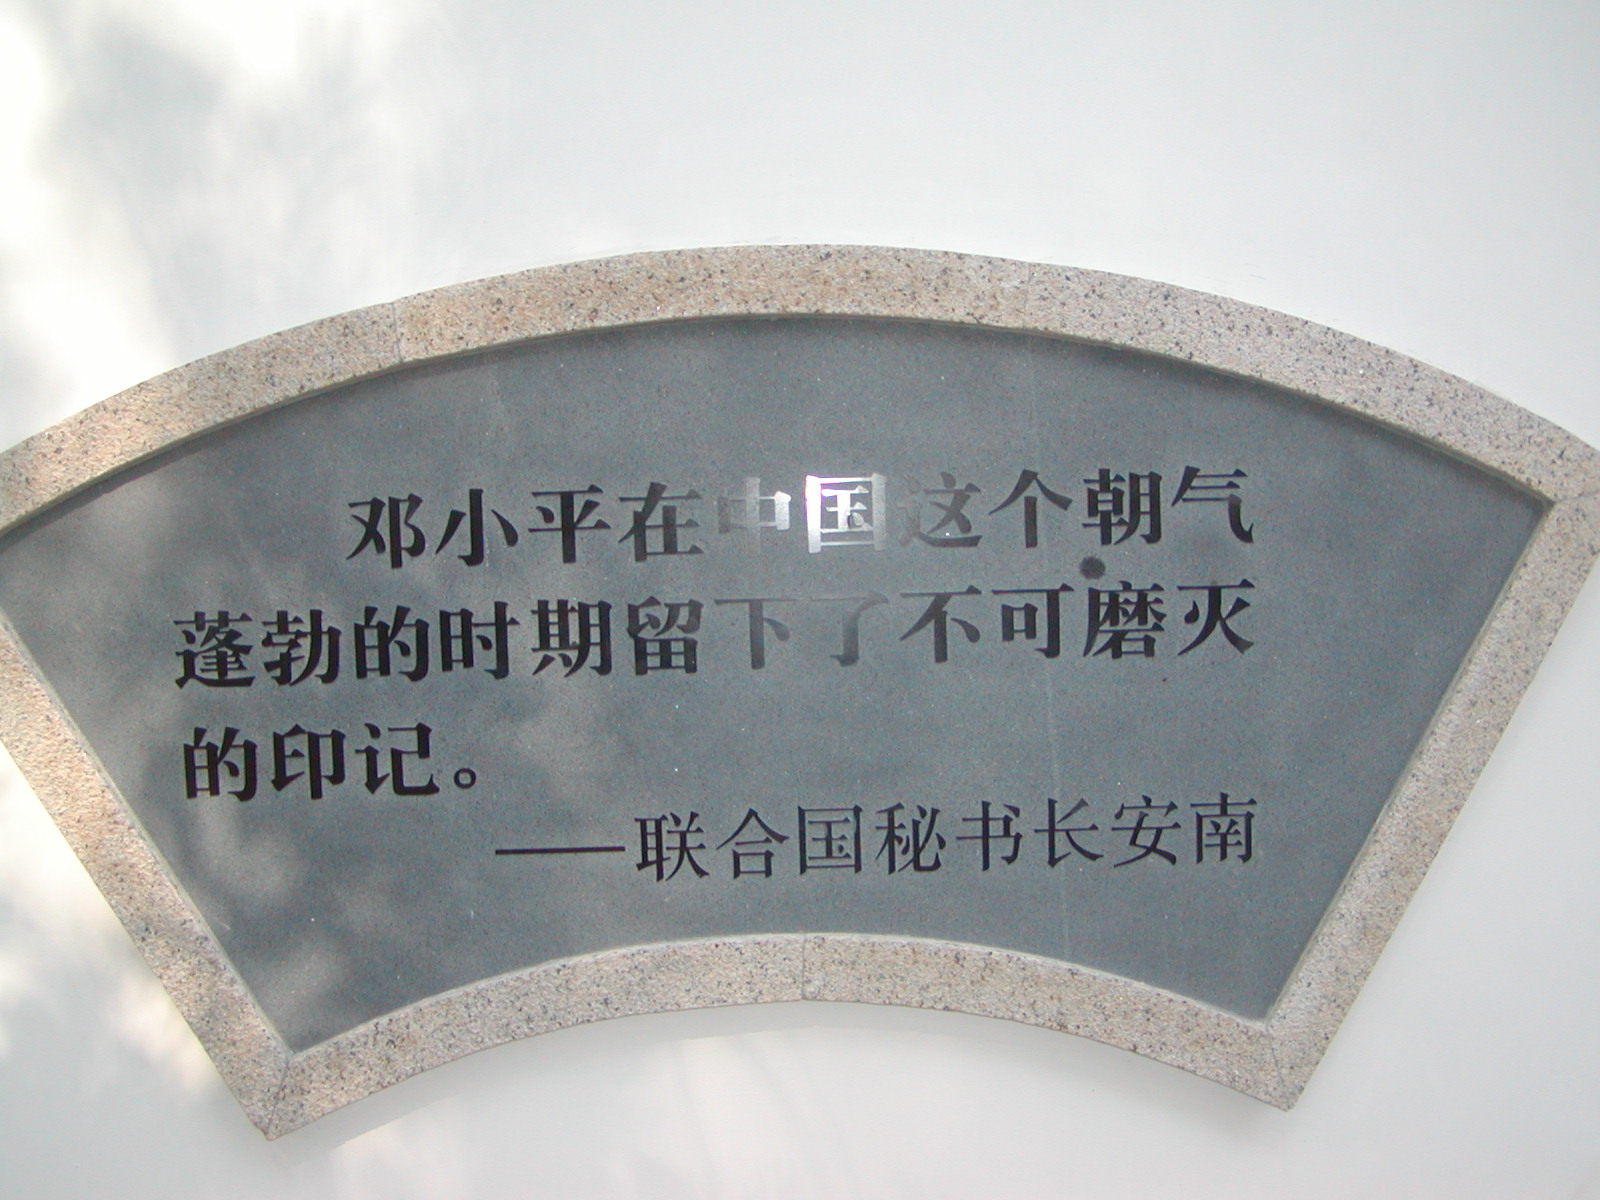 邓小平在中国这个朝气
蓬勃的时期留下了不可磨灭
的印记。
——联合国秘书长安南